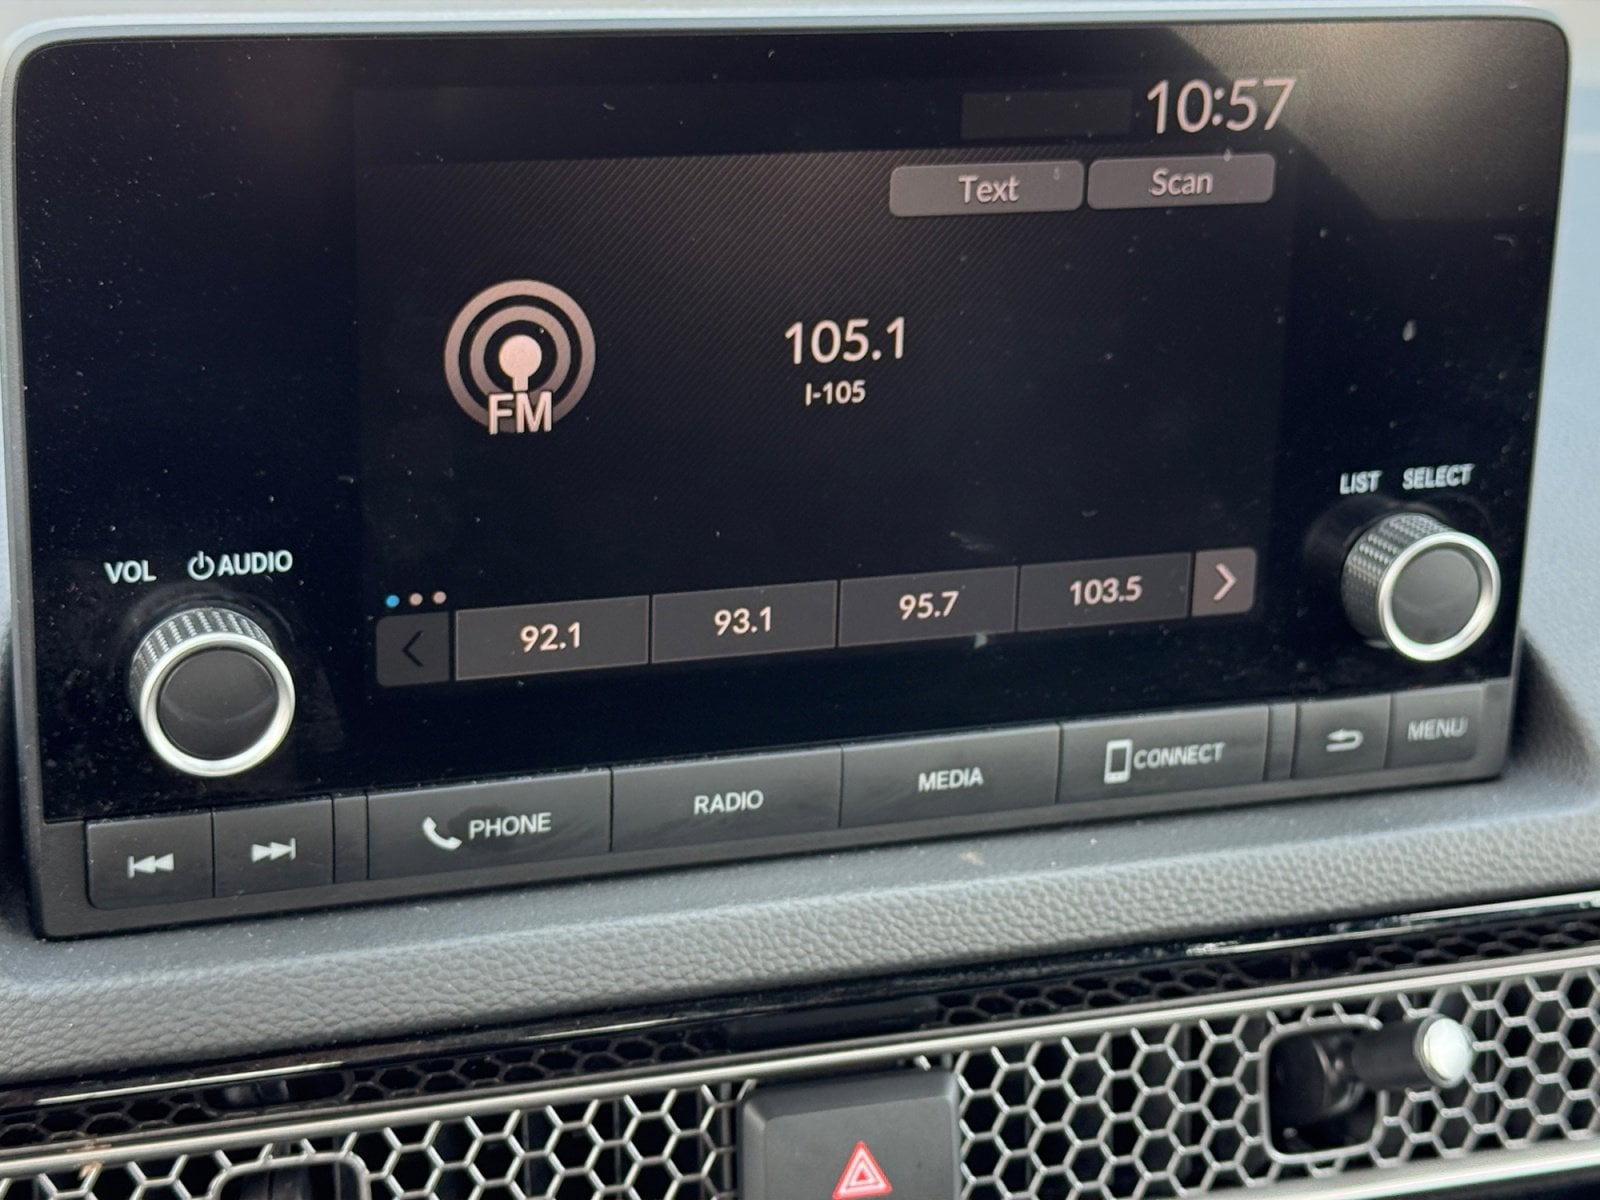 10:57
Text Scan
FM
105.1
I-105
LIST SELECT
VOL AUDIO
92.1 93.1 95.7 103.5
PHONE RADIO MEDIA CONNECT MENU